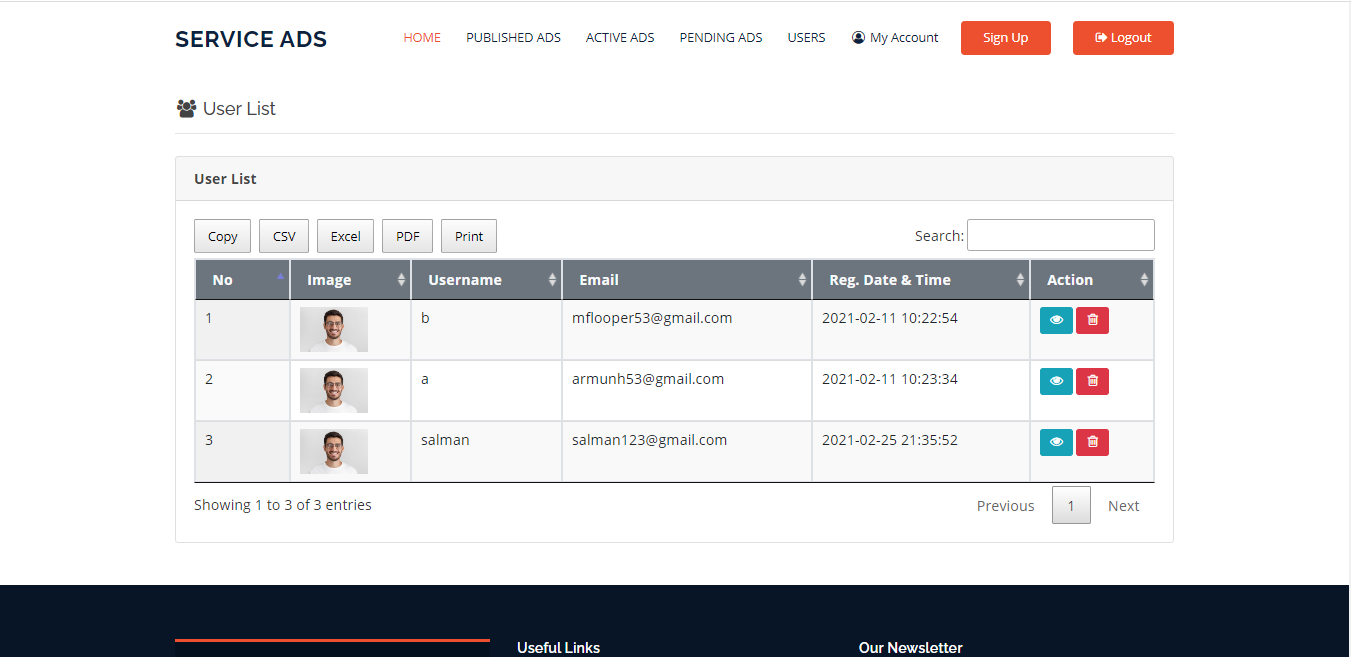 SERVICE ADS HOME PUBLISHED ADS ACTIVE ADS PENDING ADS USERS My Account Sign Up Logout
User List
User List
Copy CSV Excel PDF Print Search:
No Image Username Email Reg. Date & Time Action
1 b mflooper53@gmail.com 2021-02-11 10:22:54
2 a armunh53@gmail.com 2021-02-11 10:23:34
3 salman salman123@gmail.com 2021-02-25 21:35:52
Showing 1 to 3 of 3 entries Previous 1 Next
Useful Links Our Newsletter